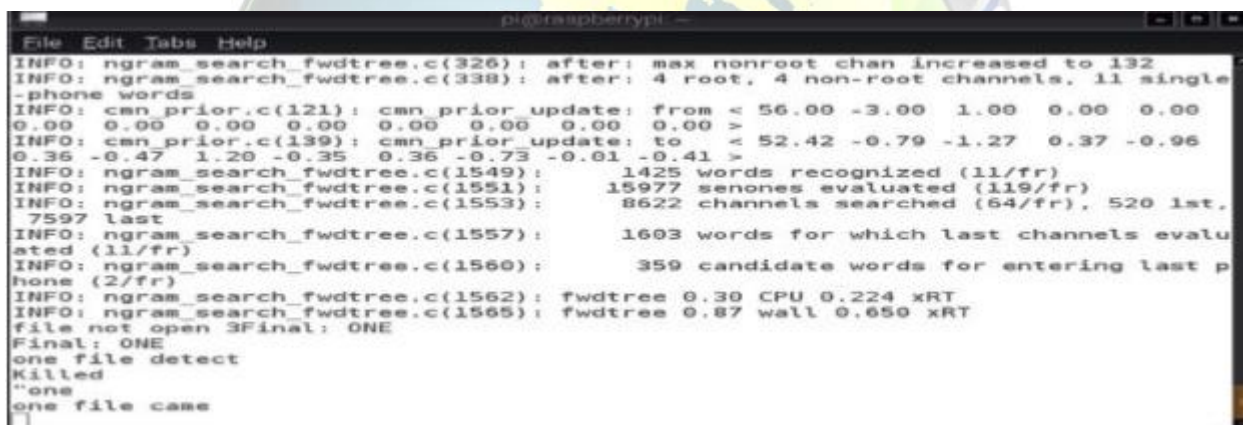 pi@raspberrypi: ~
File Edit Tabs Help
INFO: ngram_search_fwdtree.c(326): after: max nonroot chan increased to 132
INFO: ngram_search_fwdtree.c(338): after: 4 root, 4 non-root channels, 11 single
-phone words
INFO: cmn_prior.c(121): cmn_prior_update: from < 56.00 -3.00 1.00 0.00 0.00
0.00 0.00 0.00 0.00 0.00 0.00 0.00 0.00 >
INFO: cmn_prior.c(139): cmn_prior_update: to < 52.42 -0.79 -1.27 0.37 -0.96
0.36 -0.47 1.20 -0.35 0.36 -0.73 -0.01 -0.41 >
INFO: ngram_search_fwdtree.c(1549): 1425 words recognized (11/fr)
INFO: ngram_search_fwdtree.c(1551): 15977 senones evaluated (119/fr)
INFO: ngram_search_fwdtree.c(1553): 8622 channels searched (64/fr), 520 1st,
7597 last
INFO: ngram_search_fwdtree.c(1557): 1603 words for which last channels evalu
ated (11/fr)
INFO: ngram_search_fwdtree.c(1560): 359 candidate words for entering last p
hone (2/fr)
INFO: ngram_search_fwdtree.c(1562): fwdtree 0.30 CPU 0.224 xRT
INFO: ngram_search_fwdtree.c(1565): fwdtree 0.87 wall 0.650 xRT
file not open 3Final: ONE
Final: ONE
one file detect
Killed
"one
one file came